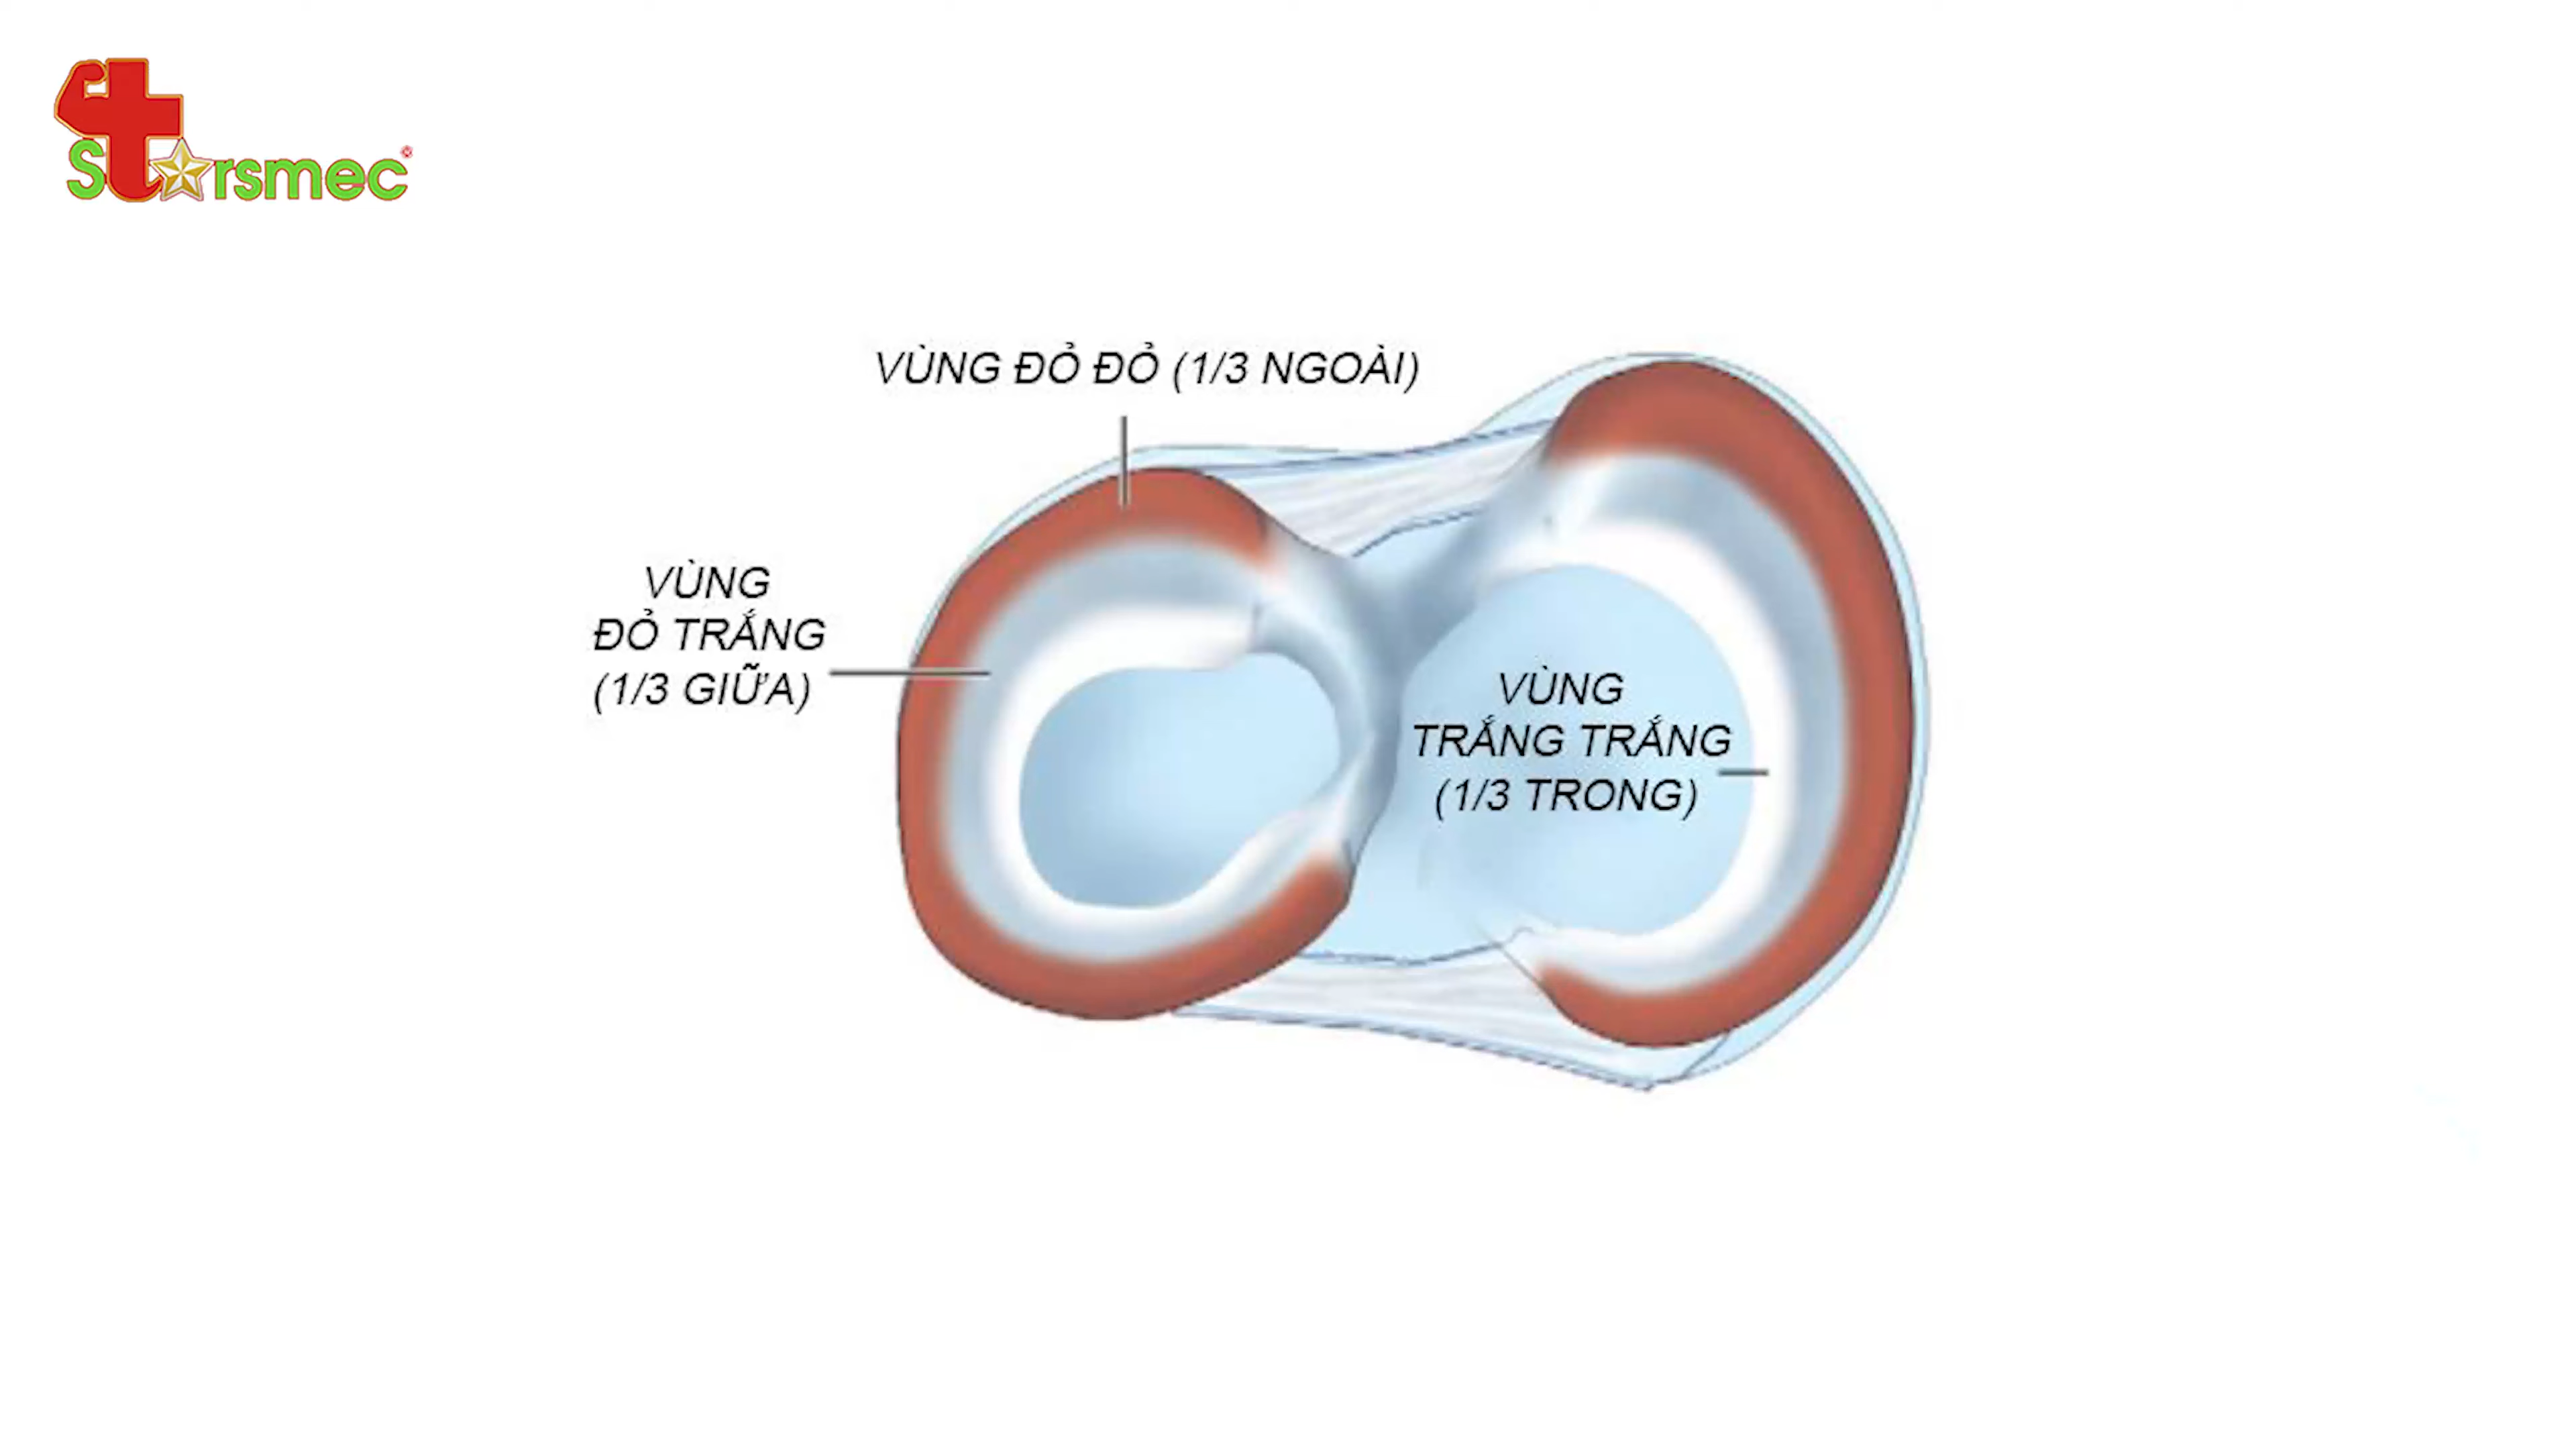 Starsmec
VÙNG ĐỎ ĐỎ (1/3 NGOÀI)
VÙNG
ĐỎ TRẮNG
(1/3 GIỮA)
VÙNG
TRẮNG TRẮNG
(1/3 TRONG)